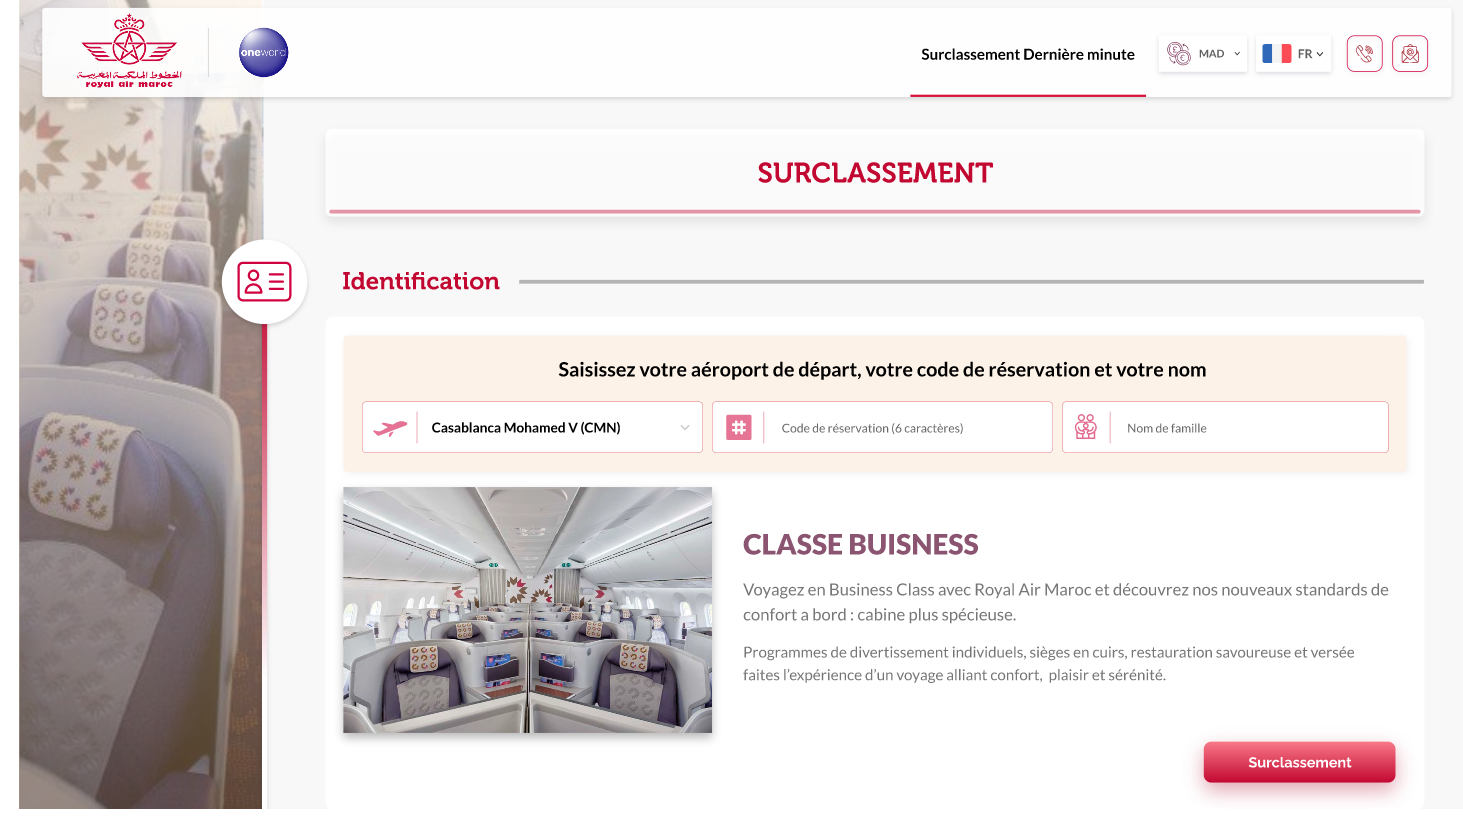 الخطوط الملكية المغربية
royal air maroc
oneworld
Surclassement Dernière minute
MAD
FR
SURCLASSEMENT
Identification
Saisissez votre aéroport de départ, votre code de réservation et votre nom
Casablanca Mohamed V (CMN)
Code de réservation (6 caractères)
Nom de famille
CLASSE BUISNESS
Voyagez en Business Class avec Royal Air Maroc et découvrez nos nouveaux standards de
confort a bord : cabine plus spécieuse.
Programmes de divertissement individuels, sièges en cuirs, restauration savoureuse et versée
faites l'expérience d'un voyage alliant confort, plaisir et sérénité.
Surclassement